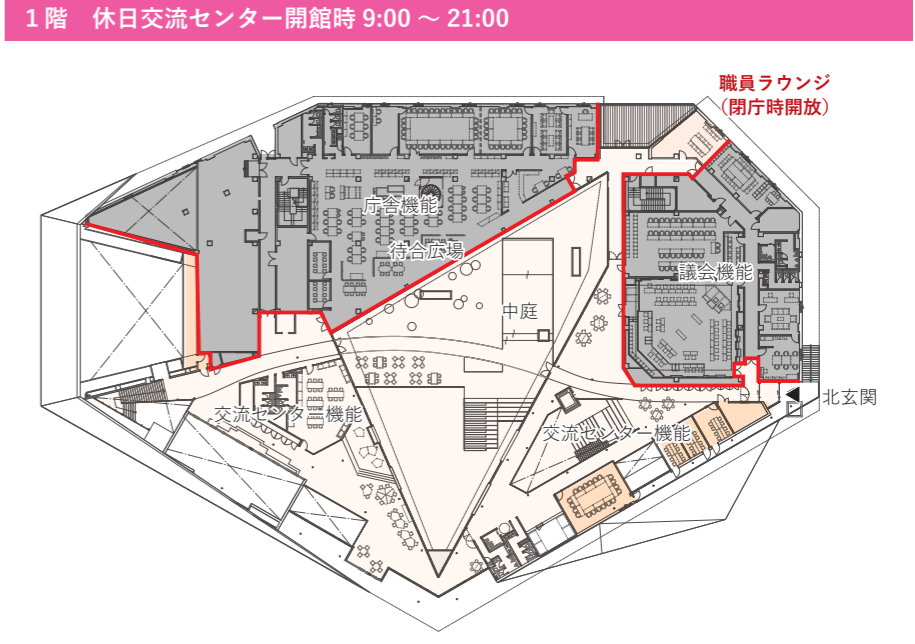 1階 休日交流センター開館時 9:00 ～ 21:00
職員ラウンジ
（閉庁時開放）
庁舎機能
待合広場
議会機能
中庭
北玄関
交流センター機能
交流センター機能